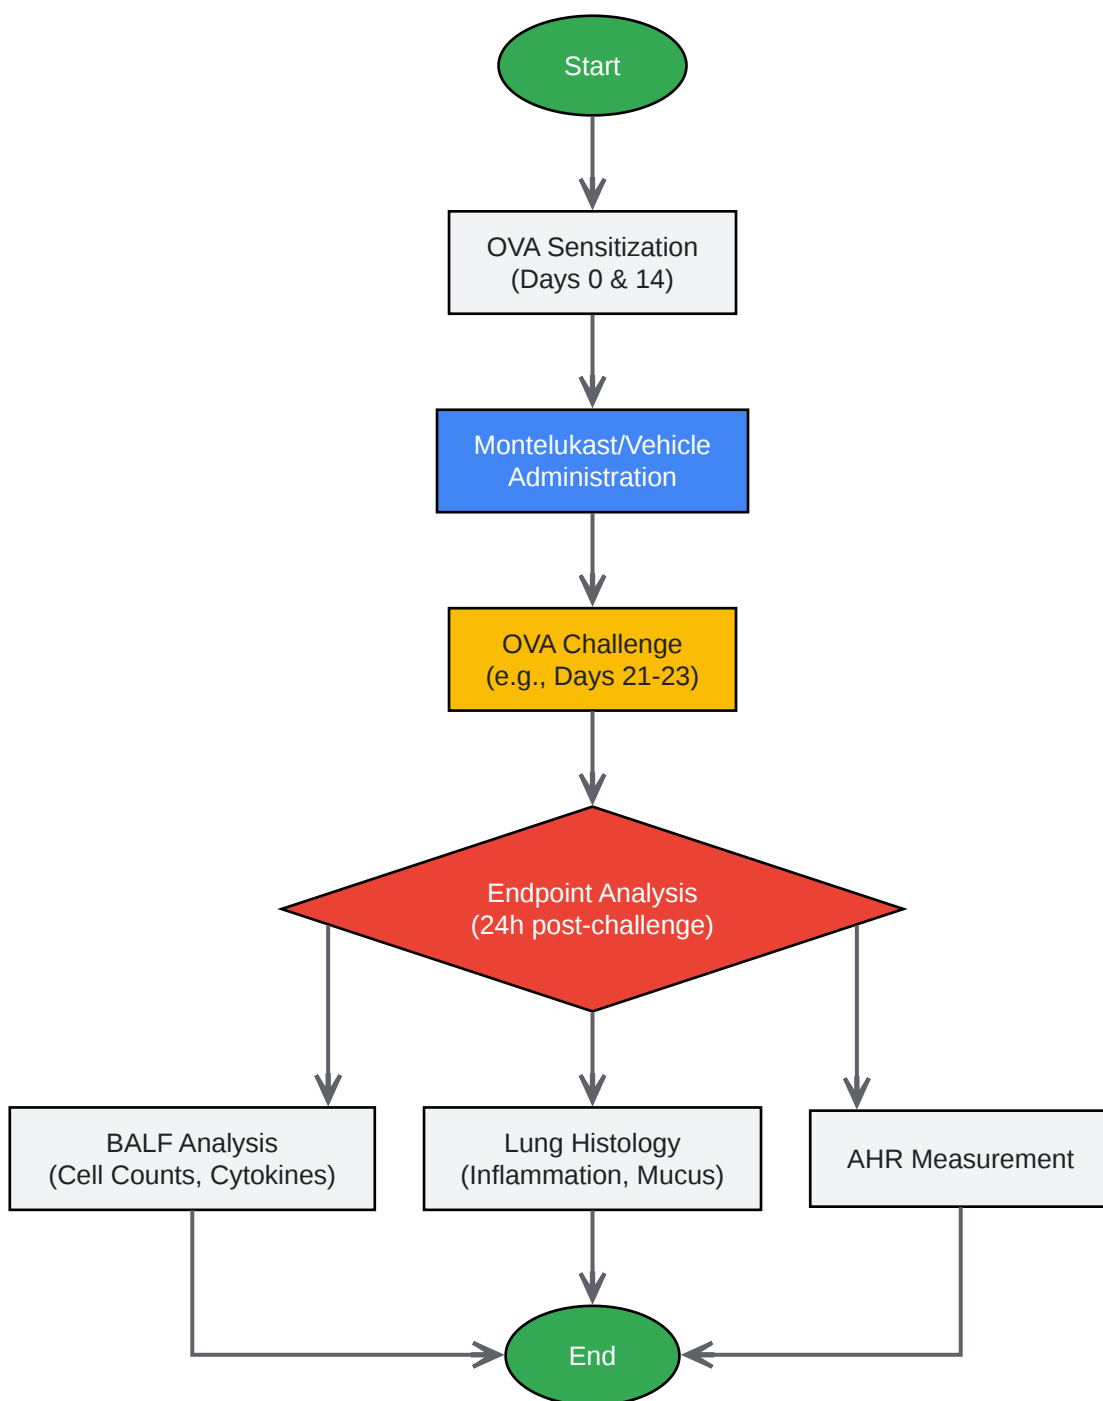 Start
OVA Sensitization
(Days 0 & 14)
Montelukast/Vehicle
Administration
OVA Challenge
(e.g., Days 21-23)
Endpoint Analysis
(24h post-challenge)
BALF Analysis
(Cell Counts, Cytokines)
Lung Histology
(Inflammation, Mucus)
AHR Measurement
End